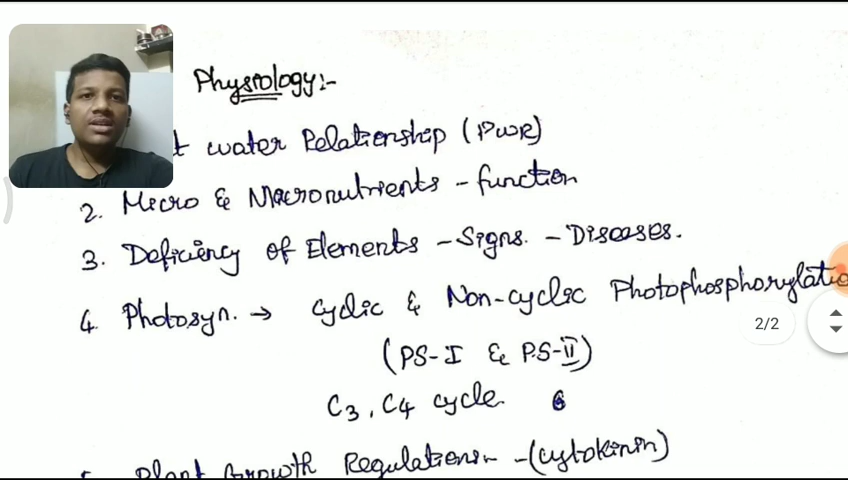 Physiology:-
t water Relationship (PWR)
2. Micro & Macronutrients - function
3. Deficiency of Elements - Signs. - Diseases.
4. Photosyn. → Cyclic & Non-cyclic Photophosphorylatio
(PS-I & PS-II)
2/2
C3, C4 cycle
Plant Growth Regulations - (cytokinin)